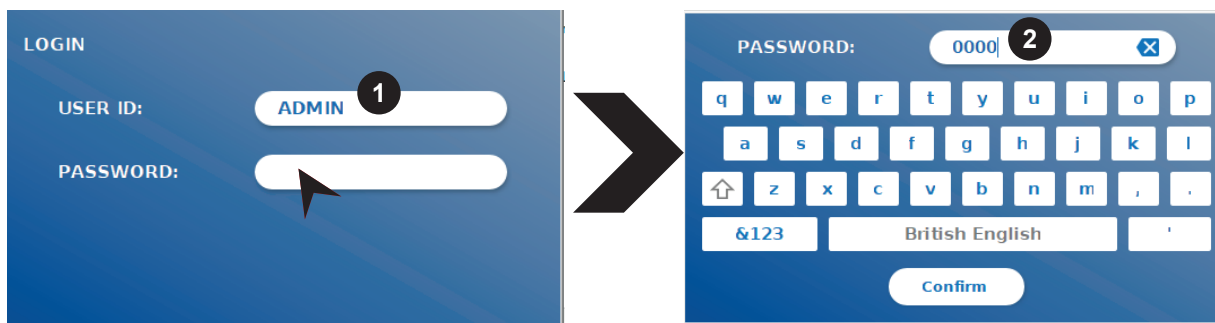 LOGIN
USER ID:
ADMIN
1
PASSWORD:
PASSWORD:
0000
2
q w e r t y u i o p
a s d f g h j k l
z x c v b n m , .
&123 British English '
Confirm